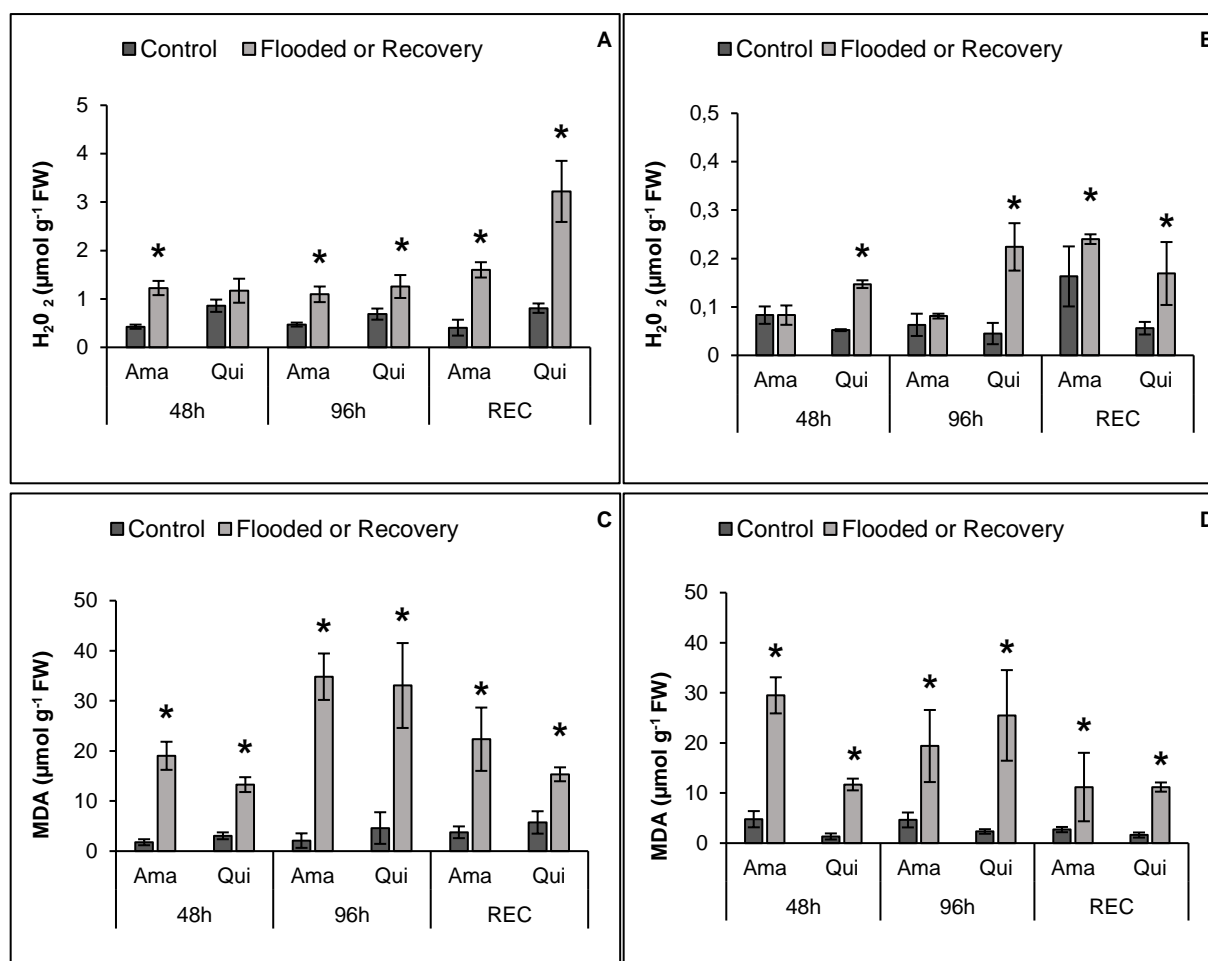 Control Flooded or Recovery A
H₂0 ₂ (µmol g⁻¹ FW)
5
4
3
2
1
0
* * * * *
Ama Qui Ama Qui Ama Qui
48h 96h REC
Control Flooded or Recovery B
H₂0 ₂ (µmol g⁻¹ FW)
0,5
0,4
0,3
0,2
0,1
0
* * * *
Ama Qui Ama Qui Ama Qui
48h 96h REC
Control Flooded or Recovery C
MDA (µmol g⁻¹ FW)
50
40
30
20
10
0
* * * * * *
Ama Qui Ama Qui Ama Qui
48h 96h REC
Control Flooded or Recovery D
MDA (µmol g⁻¹ FW)
50
40
30
20
10
0
* * * * * *
Ama Qui Ama Qui Ama Qui
48h 96h REC